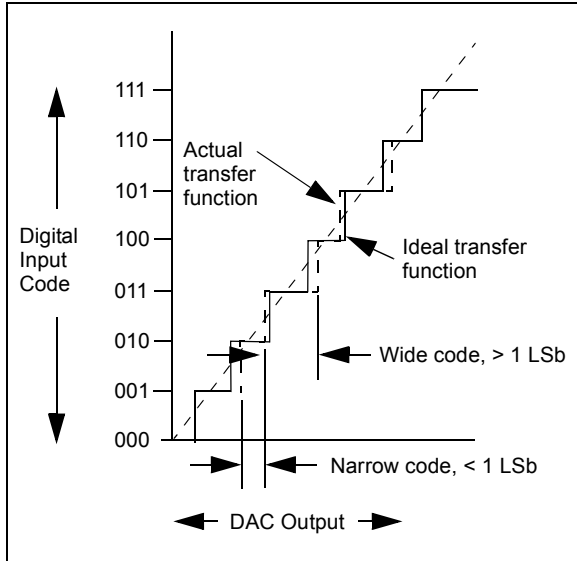 111
110
Actual
transfer
function
101
Digital
Input
Code
100
Ideal transfer
function
011
010
Wide code, > 1 LSb
001
000
Narrow code, < 1 LSb
DAC Output